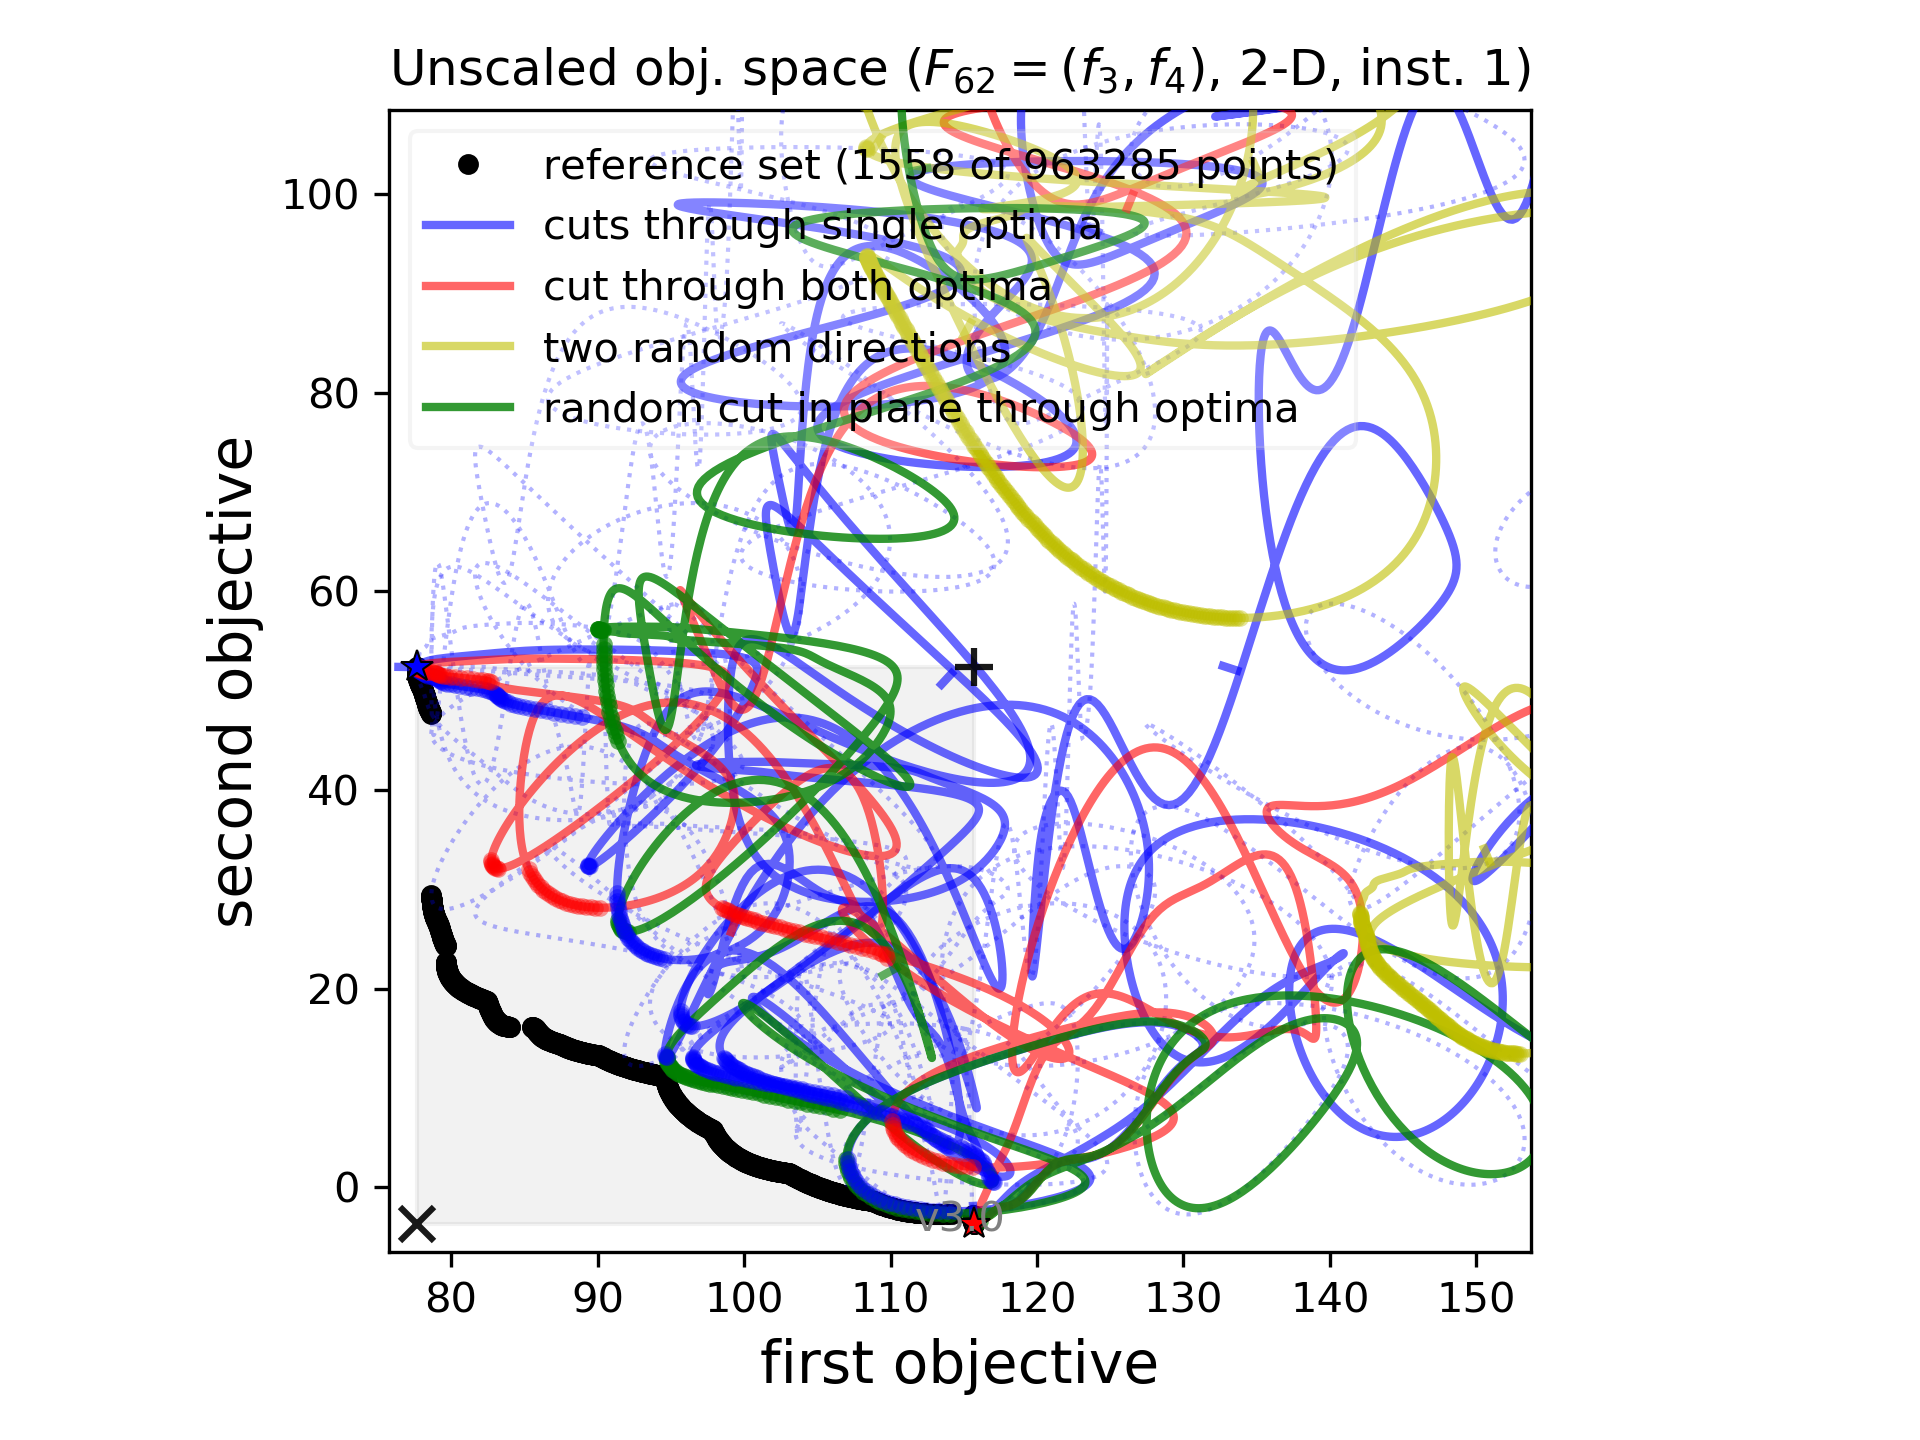 Unscaled obj. space (F₆₂ = (f₃, f₄), 2-D, inst. 1)
reference set (1558 of 963285 points)
cuts through single optima
cut through both optima
two random directions
random cut in plane through optima
100
80
60
40
20
0
second objective
v3.0
80 90 100 110 120 130 140 150
first objective